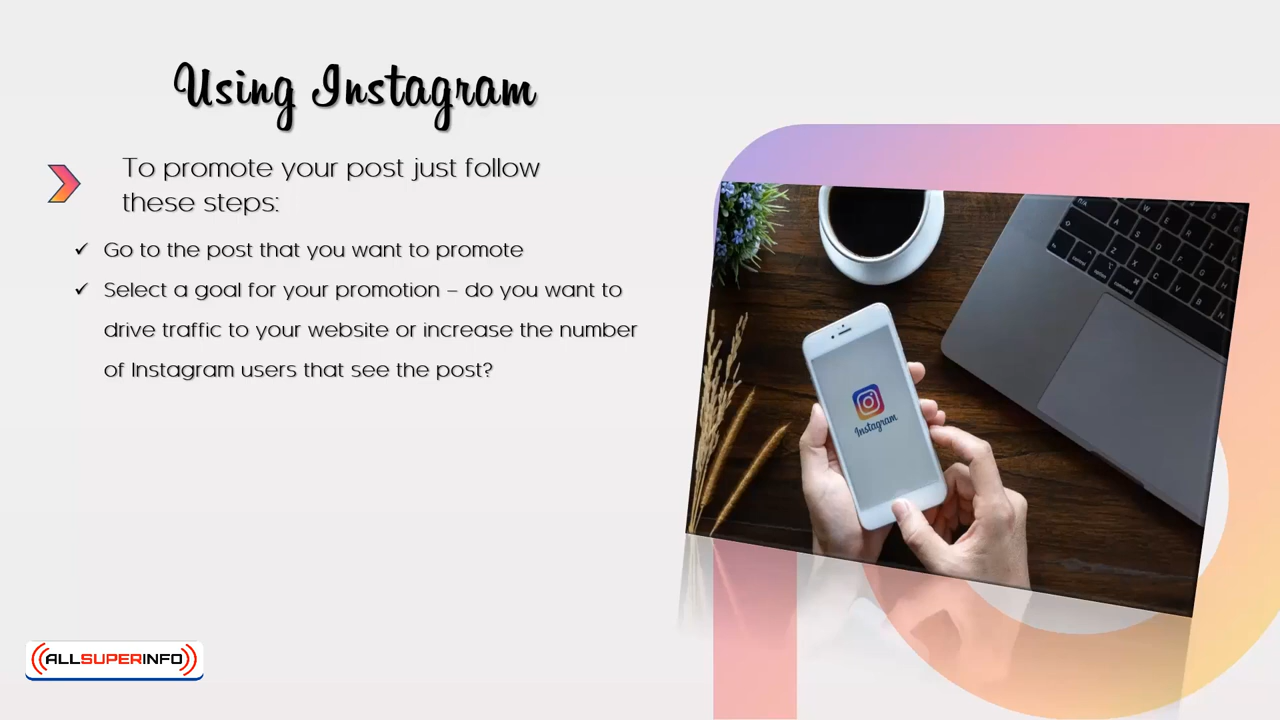 Using Instagram
To promote your post just follow
these steps:
Go to the post that you want to promote
Select a goal for your promotion – do you want to
drive traffic to your website or increase the number
of Instagram users that see the post?
Instagram
ALLSUPERINFO